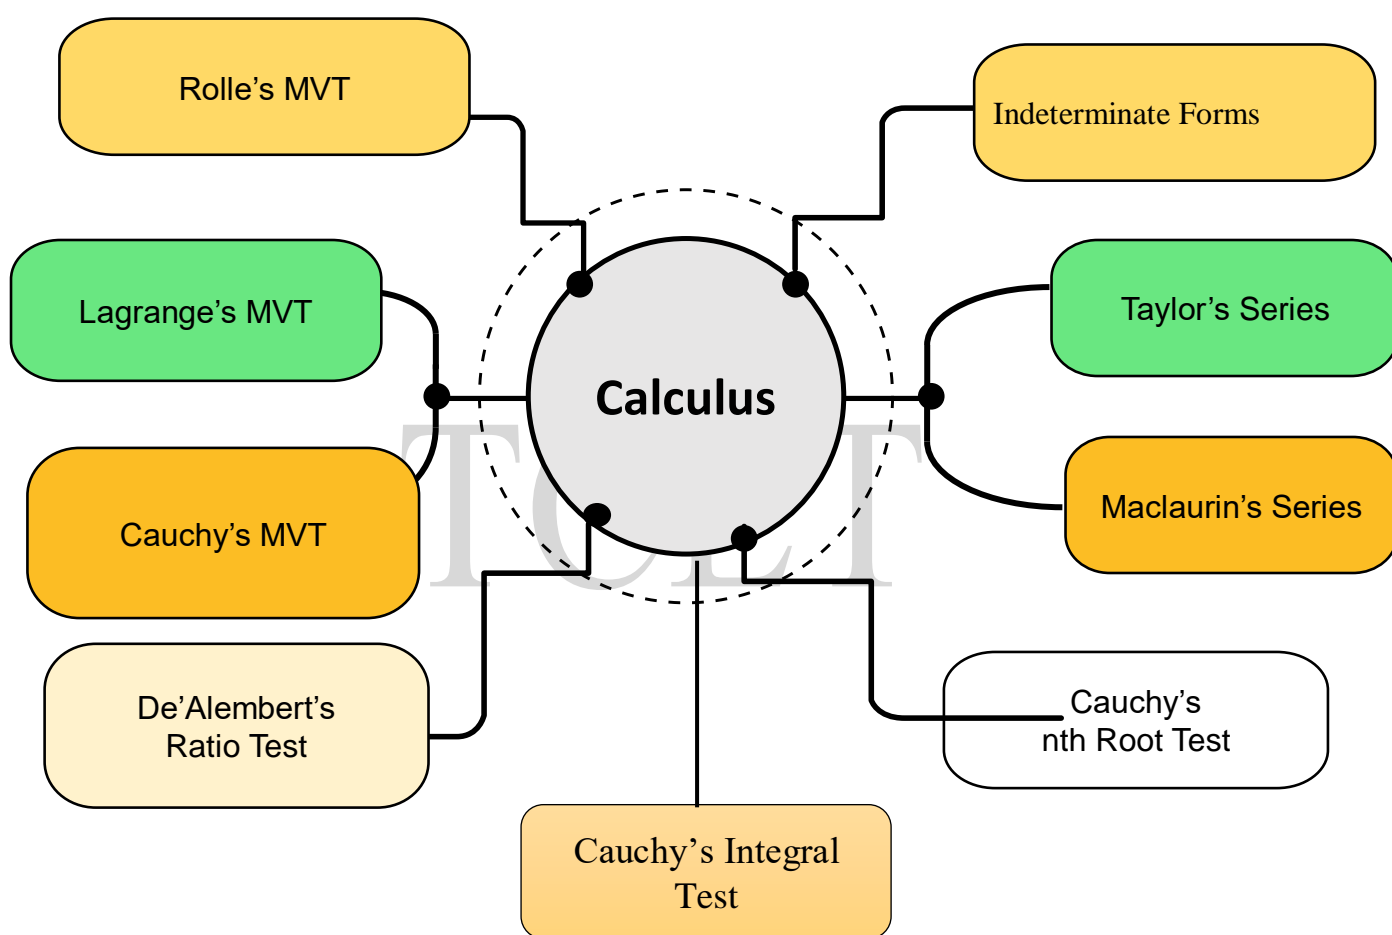 Rolle’s MVT
Indeterminate Forms
Lagrange’s MVT
Taylor’s Series
Calculus
Cauchy’s MVT
Maclaurin’s Series
De’Alembert’s
Ratio Test
Cauchy’s
nth Root Test
Cauchy’s Integral
Test